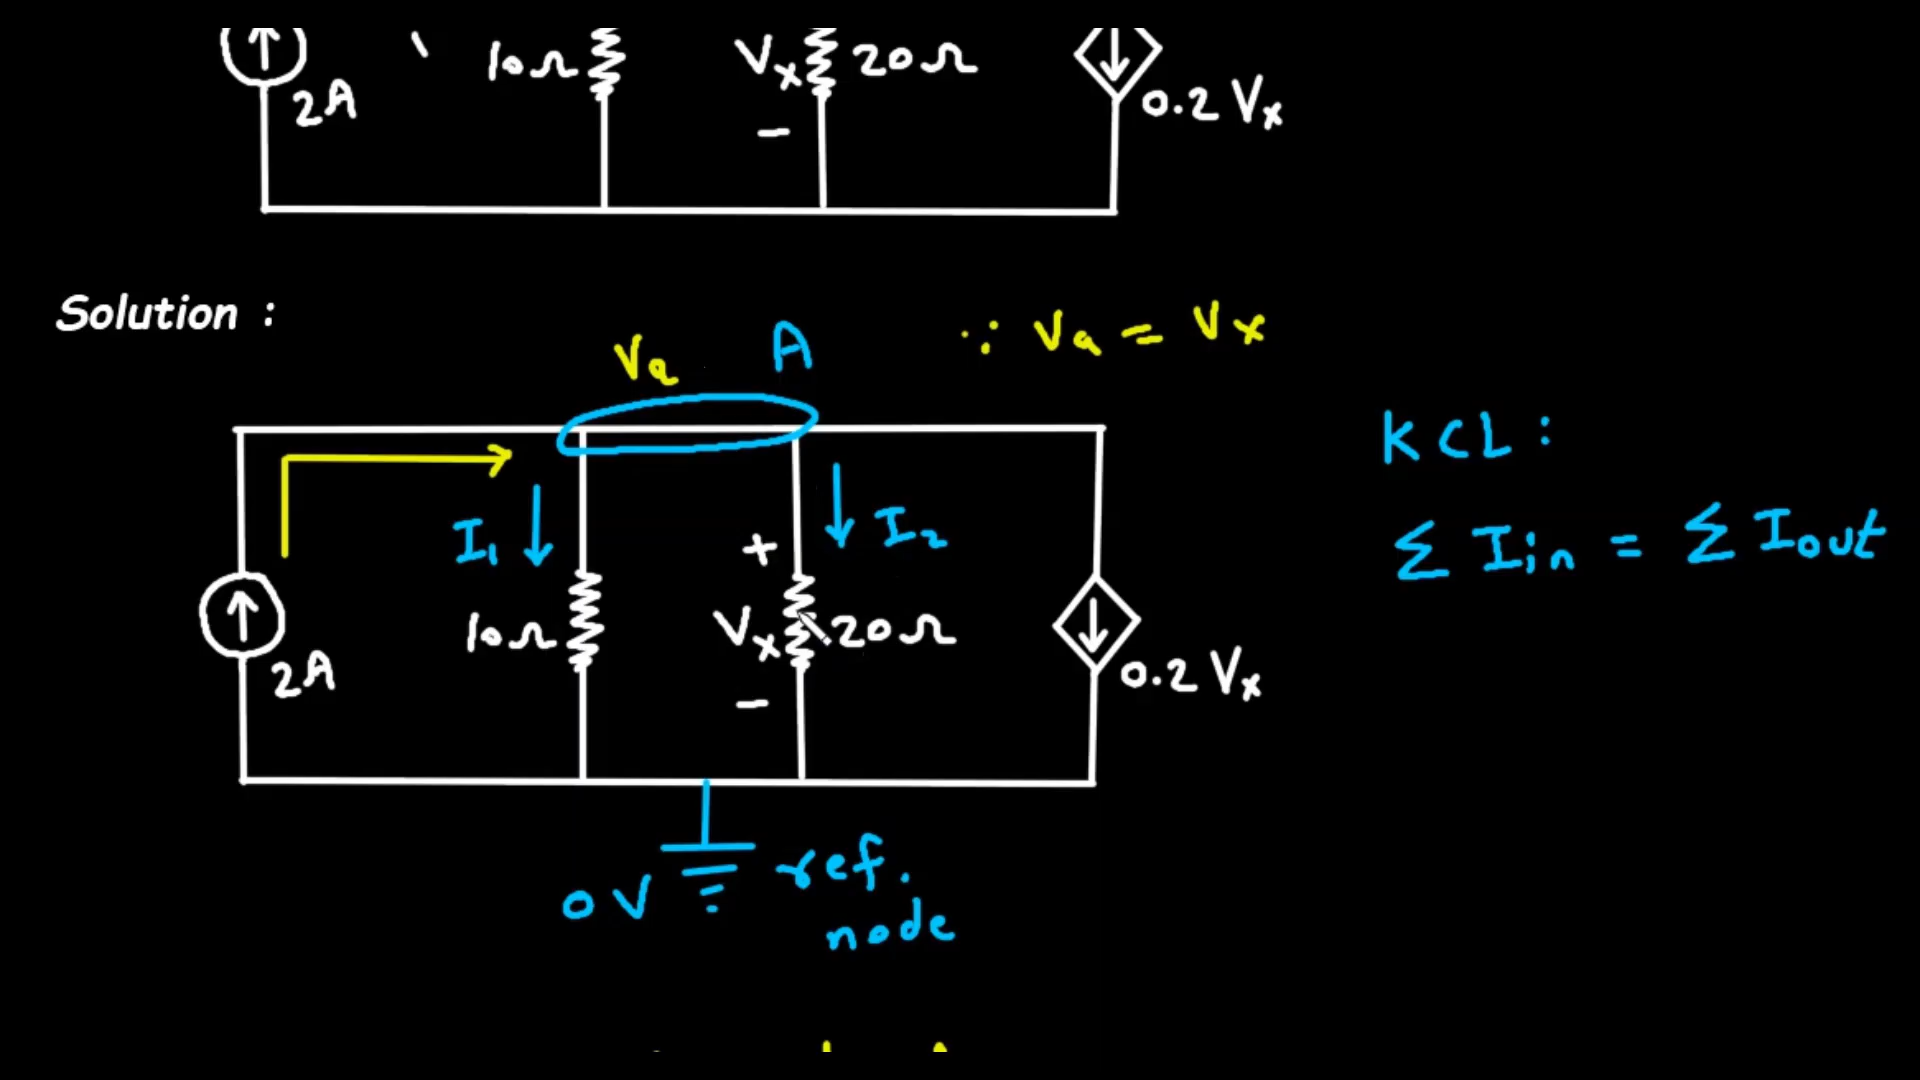 10Ω Vx 20Ω
2A 0.2 Vx
−
Solution :
Va A ∵ Va = Vx
KCL :
I₁ + I₂ Σ Iin = Σ Iout
10Ω Vx 20Ω
2A − 0.2 Vx
0V ref.
node